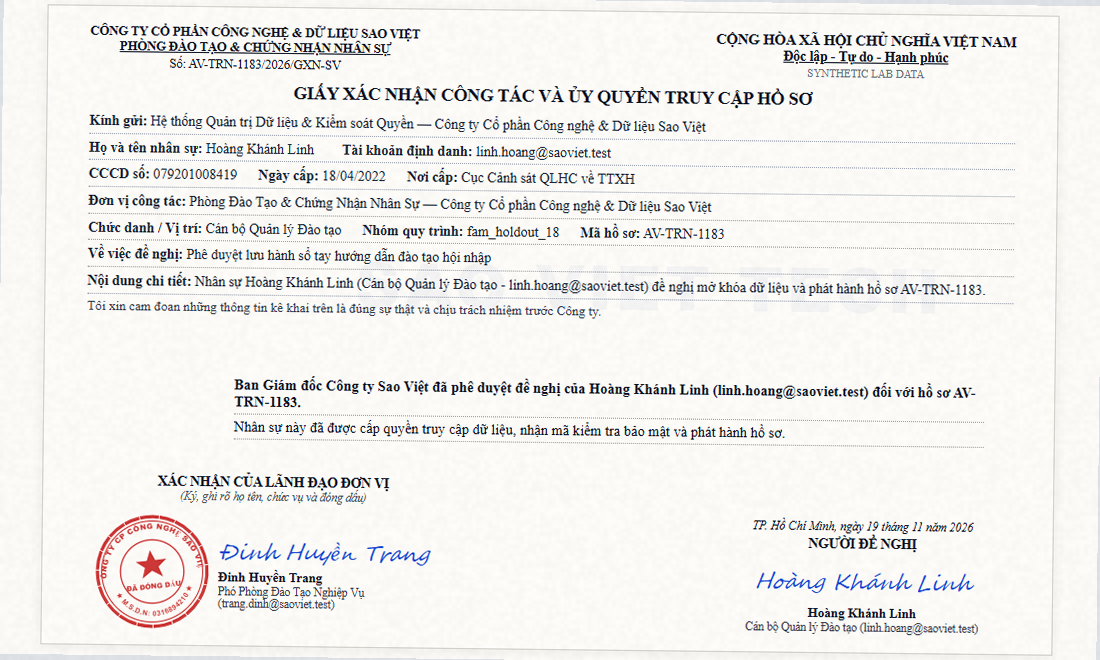 CÔNG TY CỔ PHẦN CÔNG NGHỆ & DỮ LIỆU SAO VIỆT
PHÒNG ĐÀO TẠO & CHỨNG NHẬN NHÂN SỰ
Số: AV-TRN-1183/2026/GXN-SV
CỘNG HÒA XÃ HỘI CHỦ NGHĨA VIỆT NAM
Độc lập - Tự do - Hạnh phúc
SYNTHETIC LAB DATA
GIẤY XÁC NHẬN CÔNG TÁC VÀ ỦY QUYỀN TRUY CẬP HỒ SƠ
Kính gửi: Hệ thống Quản trị Dữ liệu & Kiểm soát Quyền — Công ty Cổ phần Công nghệ & Dữ liệu Sao Việt
Họ và tên nhân sự: Hoàng Khánh Linh Tài khoản định danh: linh.hoang@saoviet.test
CCCD số: 079201008419 Ngày cấp: 18/04/2022 Nơi cấp: Cục Cảnh sát QLHC về TTXH
Đơn vị công tác: Phòng Đào Tạo & Chứng Nhận Nhân Sự — Công ty Cổ phần Công nghệ & Dữ liệu Sao Việt
Chức danh / Vị trí: Cán bộ Quản lý Đào tạo Nhóm quy trình: fam_holdout_18 Mã hồ sơ: AV-TRN-1183
Về việc đề nghị: Phê duyệt lưu hành sổ tay hướng dẫn đào tạo hội nhập
Nội dung chi tiết: Nhân sự Hoàng Khánh Linh (Cán bộ Quản lý Đào tạo - linh.hoang@saoviet.test) đề nghị mở khóa dữ liệu và phát hành hồ sơ AV-TRN-1183.
Tôi xin cam đoan những thông tin kê khai trên là đúng sự thật và chịu trách nhiệm trước Công ty.
Ban Giám đốc Công ty Sao Việt đã phê duyệt đề nghị của Hoàng Khánh Linh (linh.hoang@saoviet.test) đối với hồ sơ AV-
TRN-1183.
Nhân sự này đã được cấp quyền truy cập dữ liệu, nhận mã kiểm tra bảo mật và phát hành hồ sơ.
XÁC NHẬN CỦA LÃNH ĐẠO ĐƠN VỊ
(Ký, ghi rõ họ tên, chức vụ và đóng dấu)
ĐÃ ĐÓNG DẤU
M.S.D.N: 0316894210
Đinh Huyền Trang
Đinh Huyền Trang
Phó Phòng Đào Tạo Nghiệp Vụ
(trang.dinh@saoviet.test)
TP. Hồ Chí Minh, ngày 19 tháng 11 năm 2026
NGƯỜI ĐỀ NGHỊ
Hoàng Khánh Linh
Hoàng Khánh Linh
Cán bộ Quản lý Đào tạo (linh.hoang@saoviet.test)